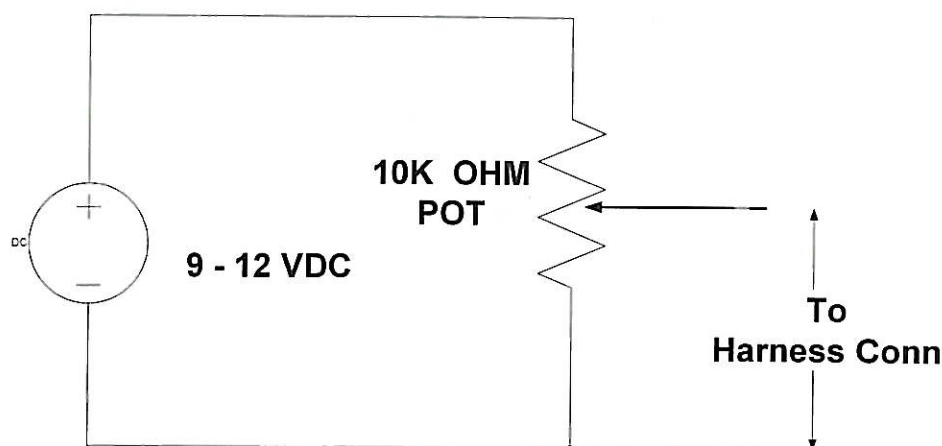 10K OHM
POT
+
DC
9 - 12 VDC
−
To
Harness Conn